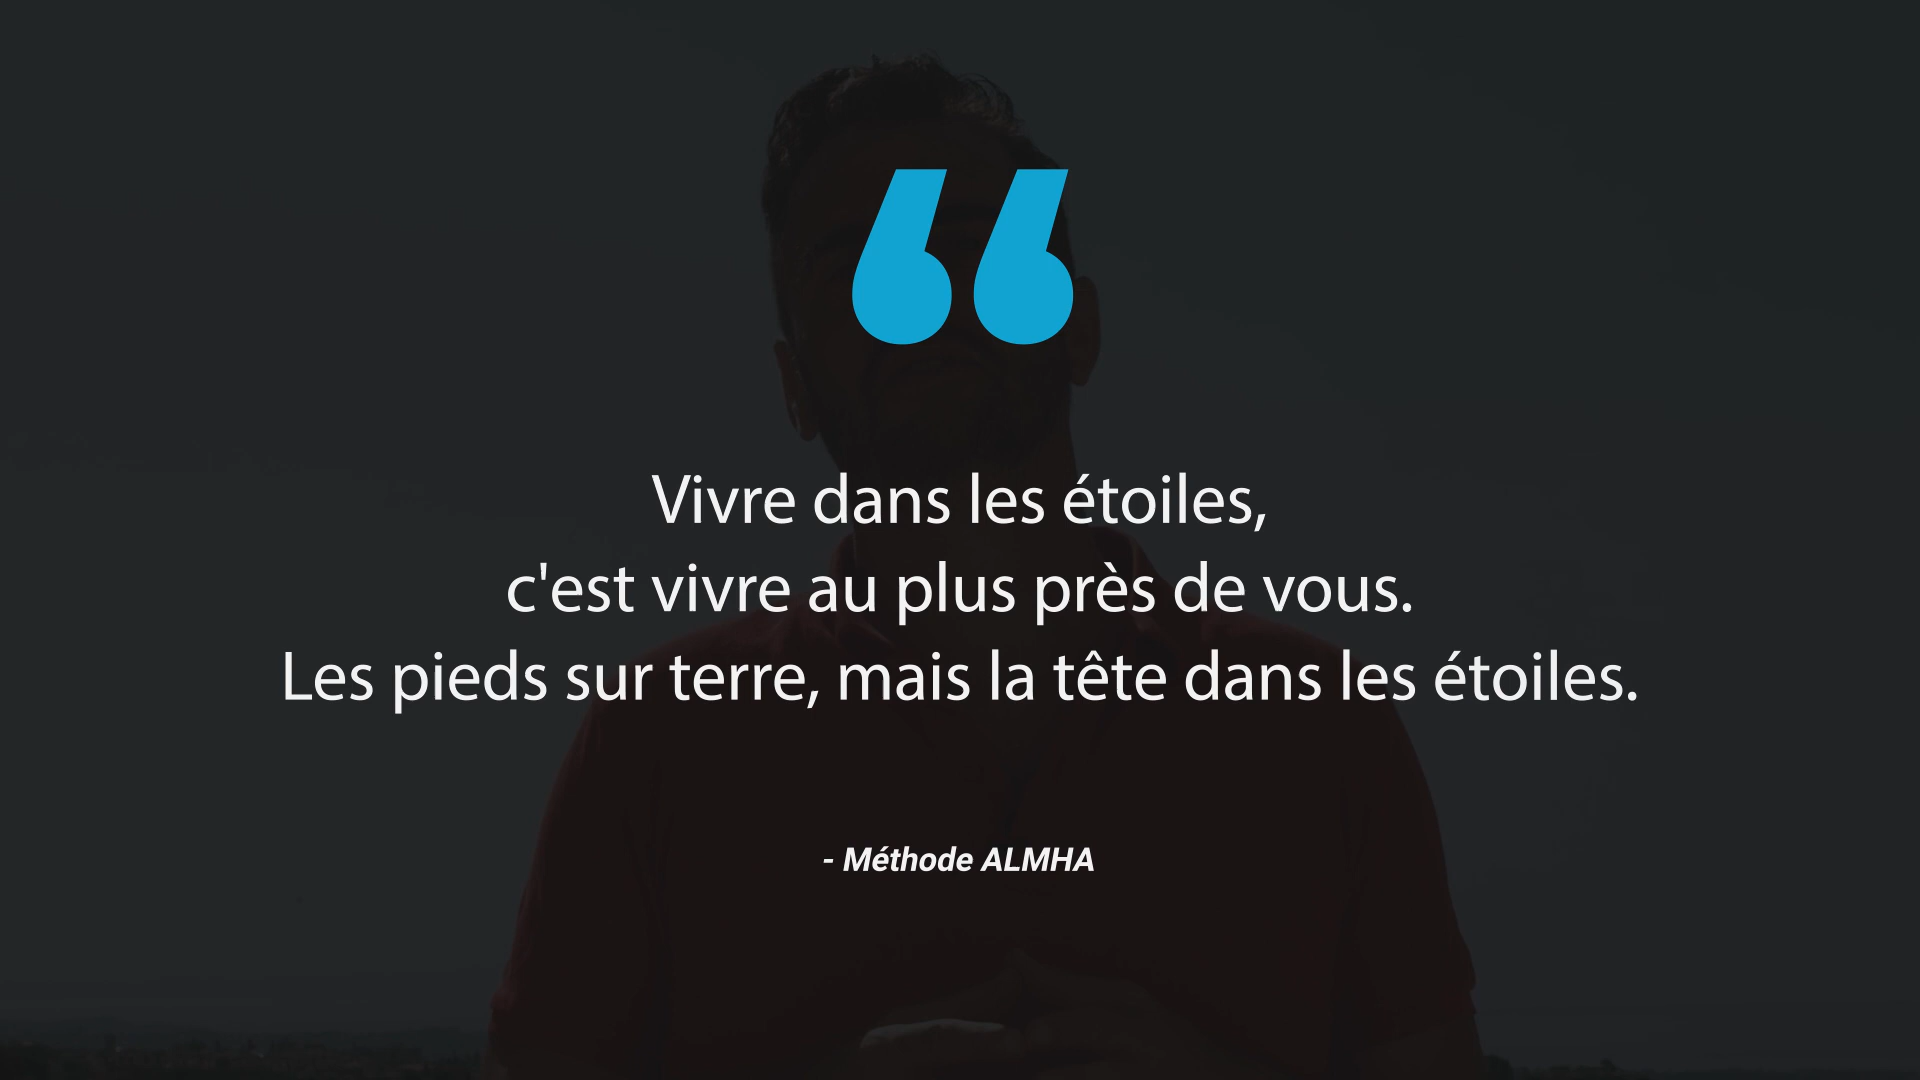 “
Vivre dans les étoiles,
c'est vivre au plus près de vous.
Les pieds sur terre, mais la tête dans les étoiles.
- Méthode ALMHA